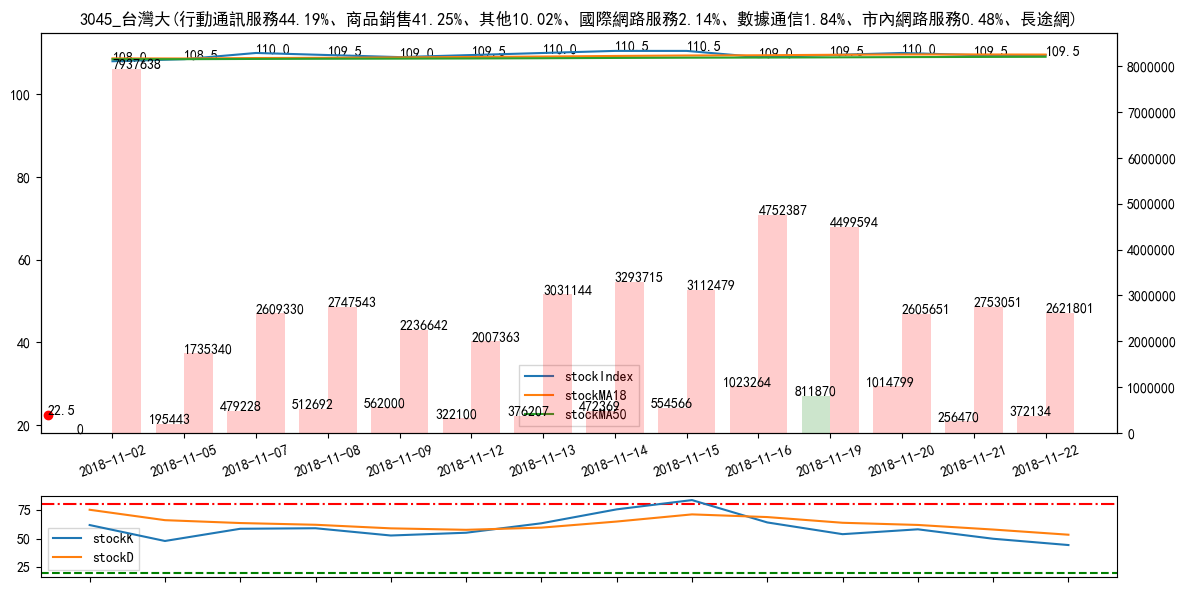 3045_台灣大(行動通訊服務44.19%、商品銷售41.25%、其他10.02%、國際網路服務2.14%、數據通信1.84%、市內網路服務0.48%、長途網)
108.0 108.5 110.0 109.5 109.0 109.5 110.0 110.5 110.5 109.0 109.5 110.0 109.5 109.5
7937638 1735340 2609330 2747543 2236642 2007363 3031144 3293715 3112479 4752387 4499594 2605651 2753051 2621801
0 195443 479228 512692 562000 322100 376207 472369 554566 1023264 811870 1014799 256470 372134
22.5
100
80
60
40
20
8000000
7000000
6000000
5000000
4000000
3000000
2000000
1000000
0
stockIndex
stockMA18
stockMA50
2018-11-02 2018-11-05 2018-11-07 2018-11-08 2018-11-09 2018-11-12 2018-11-13 2018-11-14 2018-11-15 2018-11-16 2018-11-19 2018-11-20 2018-11-21 2018-11-22
75
50
25
stockK
stockD